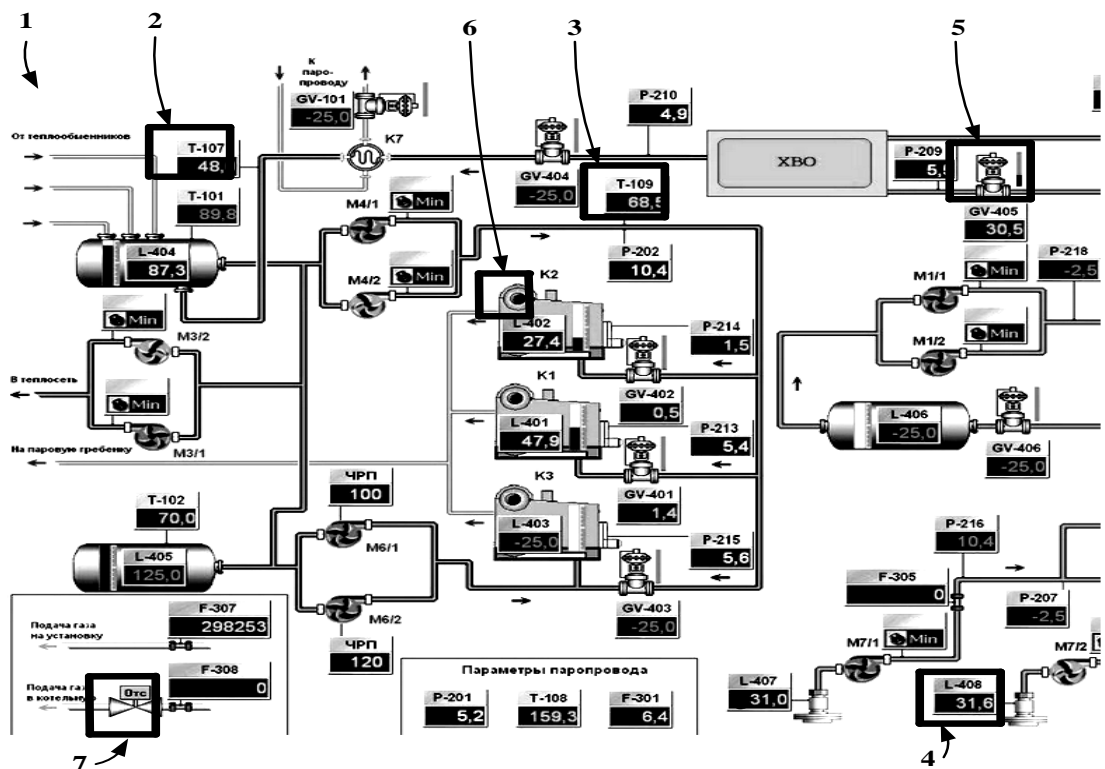 1
2
6
3
5
К
паро-
проводу
GV-101
-25,0
P-210
4,9
К7
От теплообменников
T-107
48,
P-209
5,5
ХВО
GV-404
-25,0
T-109
68,5
T-101
89,8
M4/1
Min
GV-405
30,5
L-404
87,3
P-202
10,4
Min
P-218
-2,5
M4/2
Min
К2
M1/1
Min
L-402
27,4
P-214
1,5
M3/2
Min
M1/2
В теплосеть
К1
GV-402
0,5
Min
L-401
47,9
P-213
5,4
L-406
-25,0
M3/1
На паровую гребенку
GV-406
-25,0
ЧРП
100
К3
GV-401
1,4
T-102
70,0
L-403
-25,0
P-216
10,4
M6/1
P-215
5,6
L-405
125,0
F-305
0
P-207
-2,5
F-307
298253
M6/2
GV-403
-25,0
Подача газа
на установку
ЧРП
120
M7/1
Min
M7/2
Параметры паропровода
F-308
0
Подача газа
в котельную
Отс
P-201
5,2
T-108
159,3
F-301
6,4
L-407
31,0
L-408
31,6
7
4